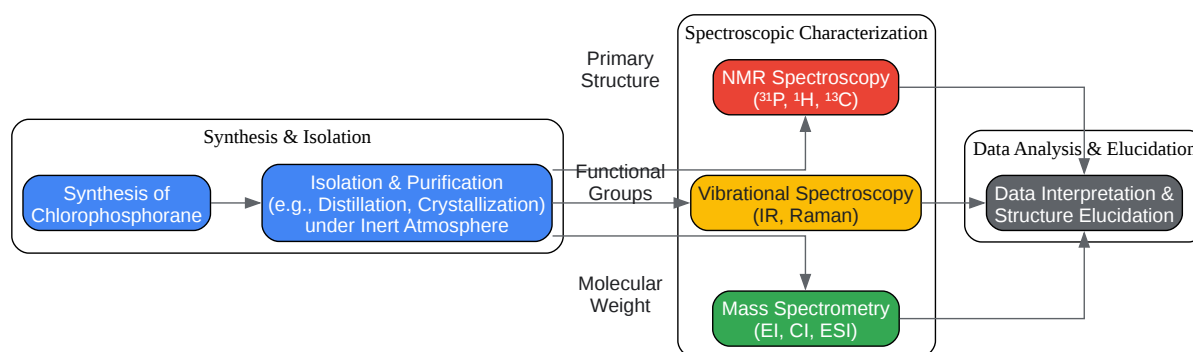 Synthesis & Isolation
Synthesis of
Chlorophosphorane
Isolation & Purification
(e.g., Distillation, Crystallization)
under Inert Atmosphere
Primary
Structure
Functional
Groups
Molecular
Weight
Spectroscopic Characterization
NMR Spectroscopy
(³¹P, ¹H, ¹³C)
Vibrational Spectroscopy
(IR, Raman)
Mass Spectrometry
(EI, CI, ESI)
Data Analysis & Elucidation
Data Interpretation &
Structure Elucidation